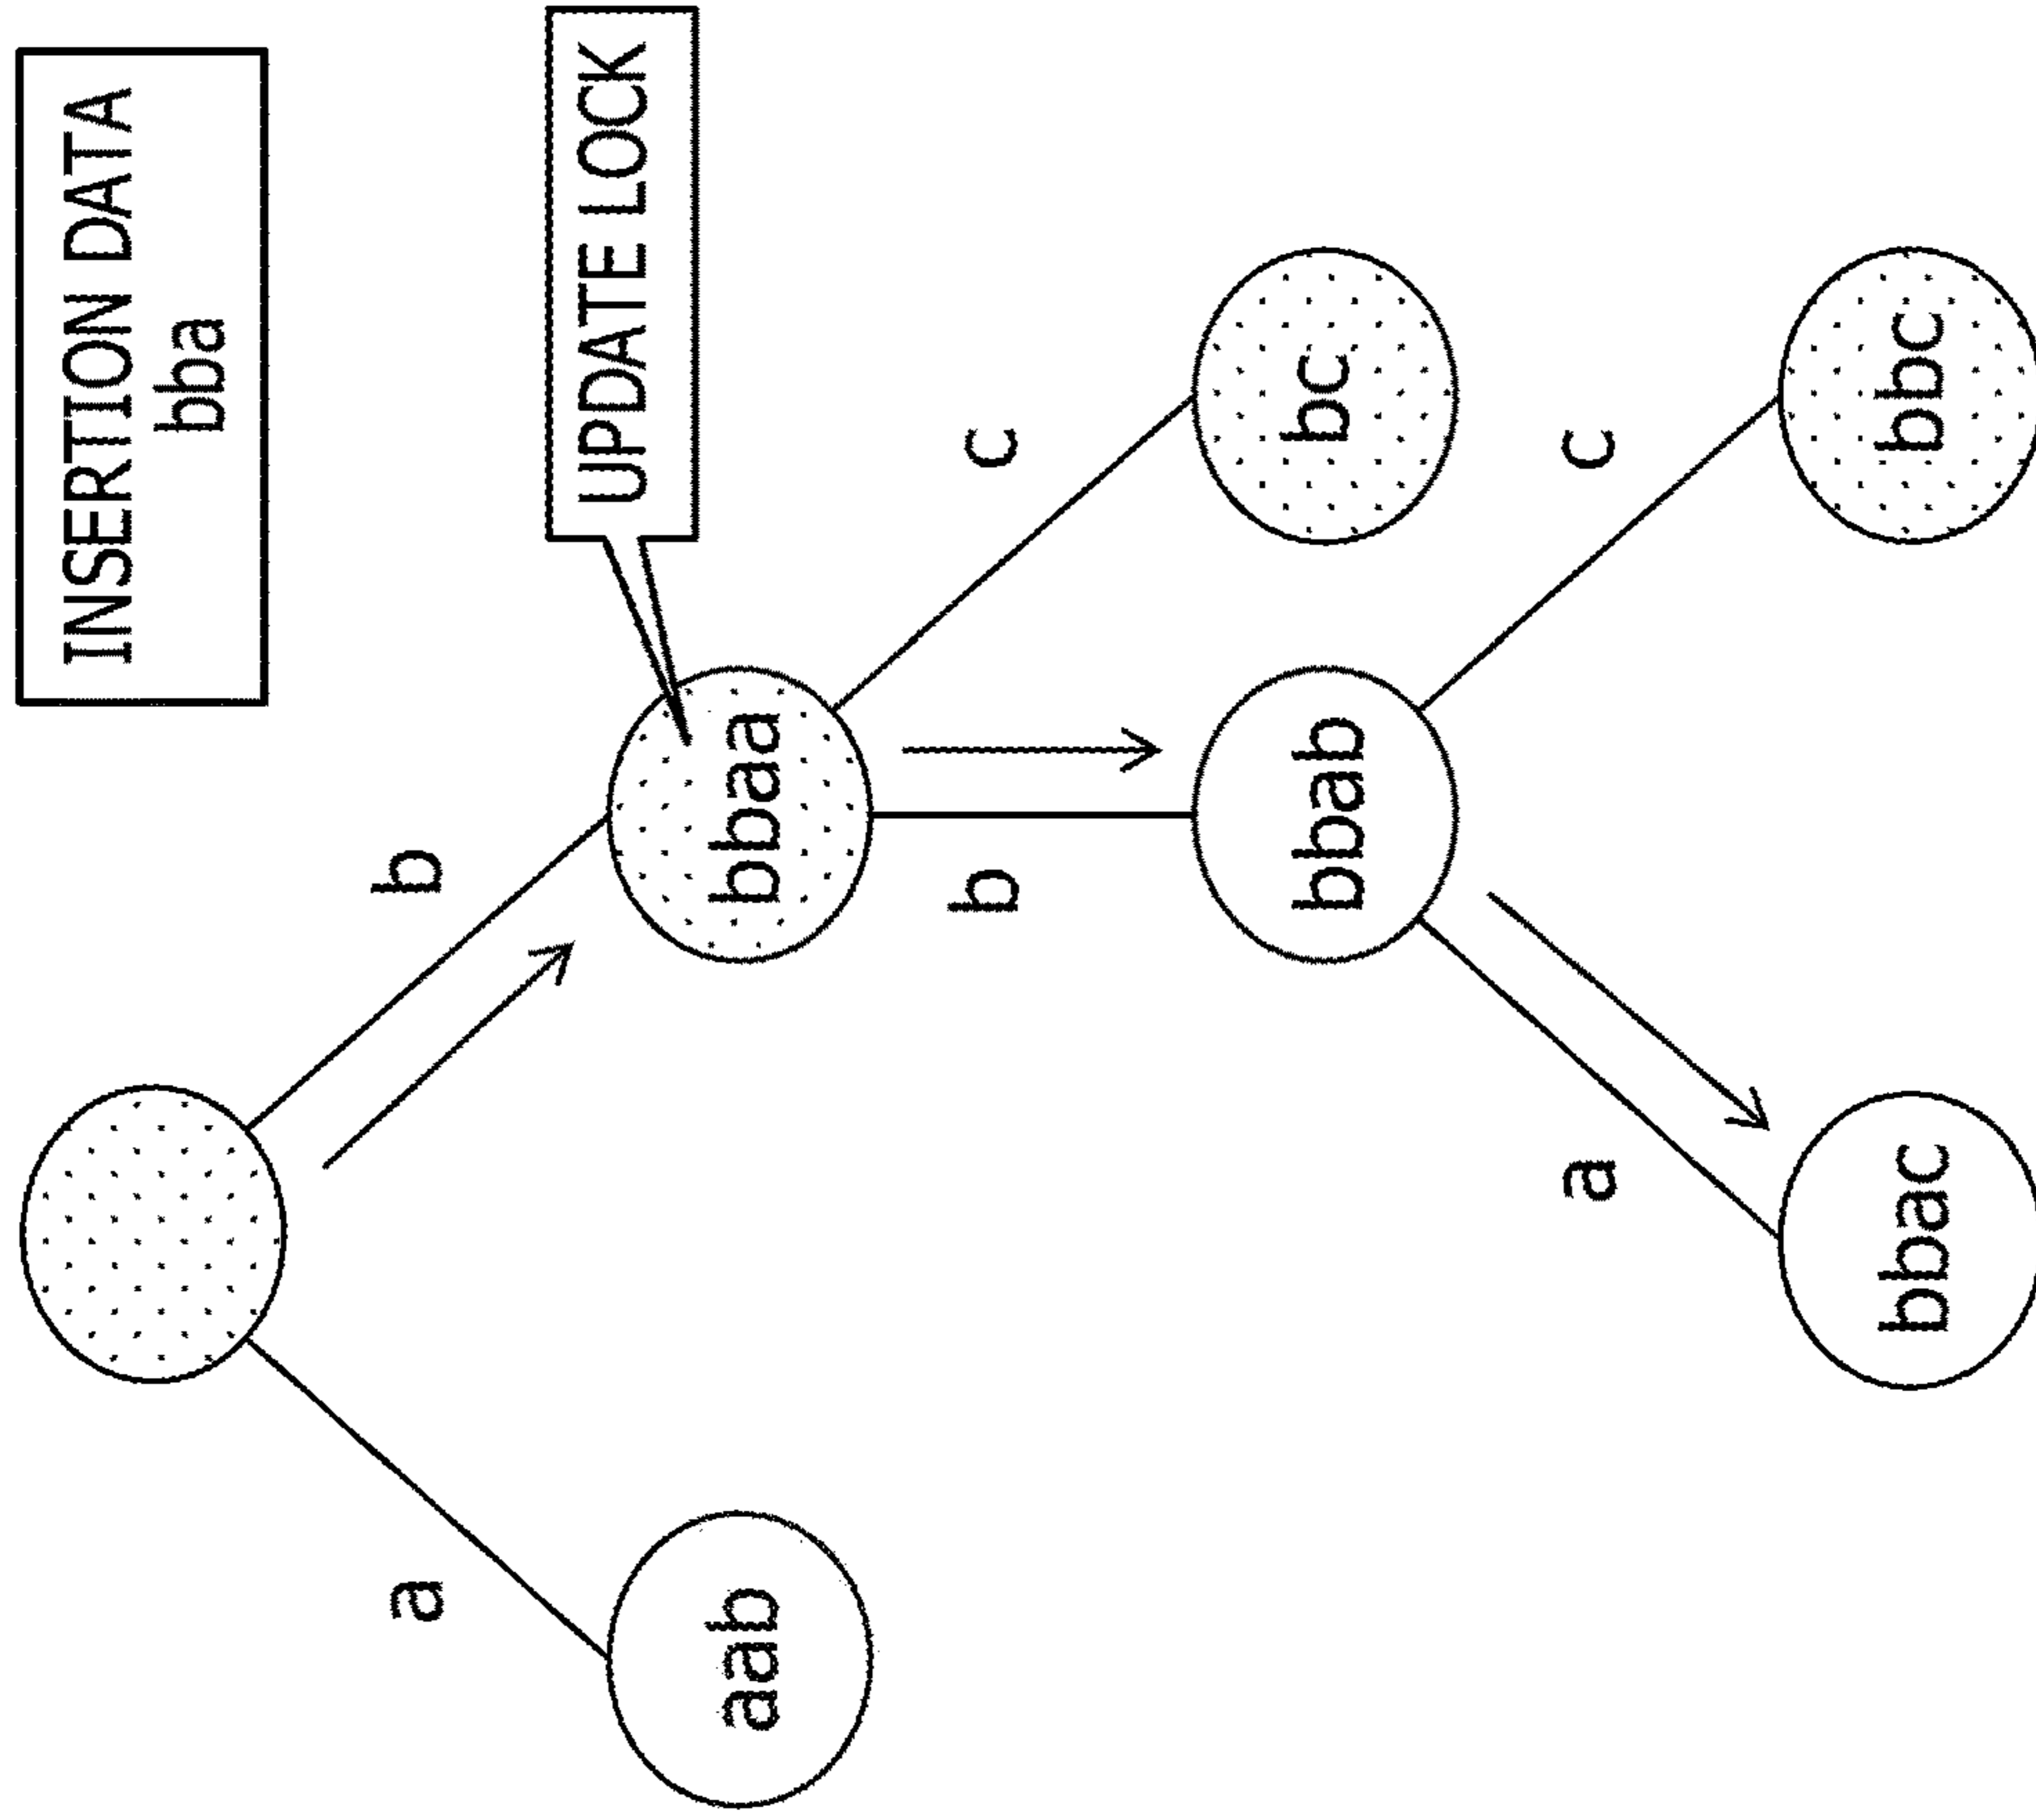 INSERTION DATA
bba
UPDATE LOCK
a
b
aab
bbaa
b
c
bbab
bc
a
c
bbac
bbc